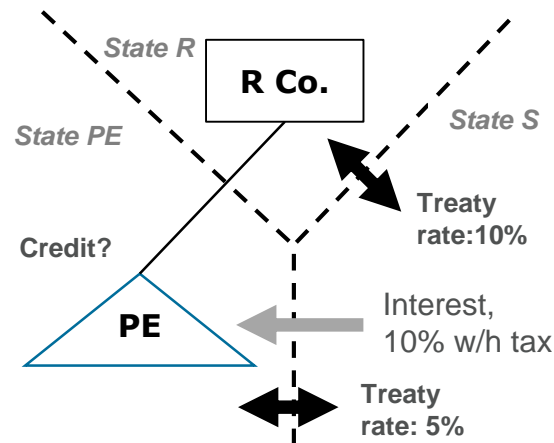 State R
R Co.
State PE
State S
Treaty
rate:10%
Credit?
PE
Interest,
10% w/h tax
Treaty
rate: 5%